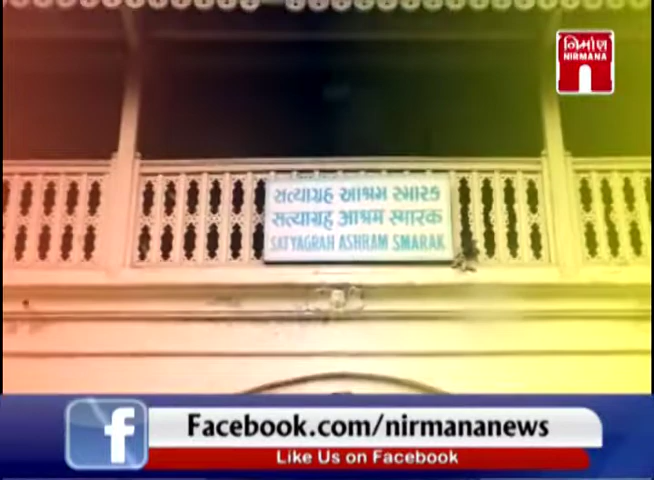 નિર્માણ
NIRMANA
સત્યાગ્રહ આશ્રમ સ્મારક
सत्याग्रह आश्रम स्मारक
SATYAGRAH ASHRAM SMARAK
f
Facebook.com/nirmananews
Like Us on Facebook